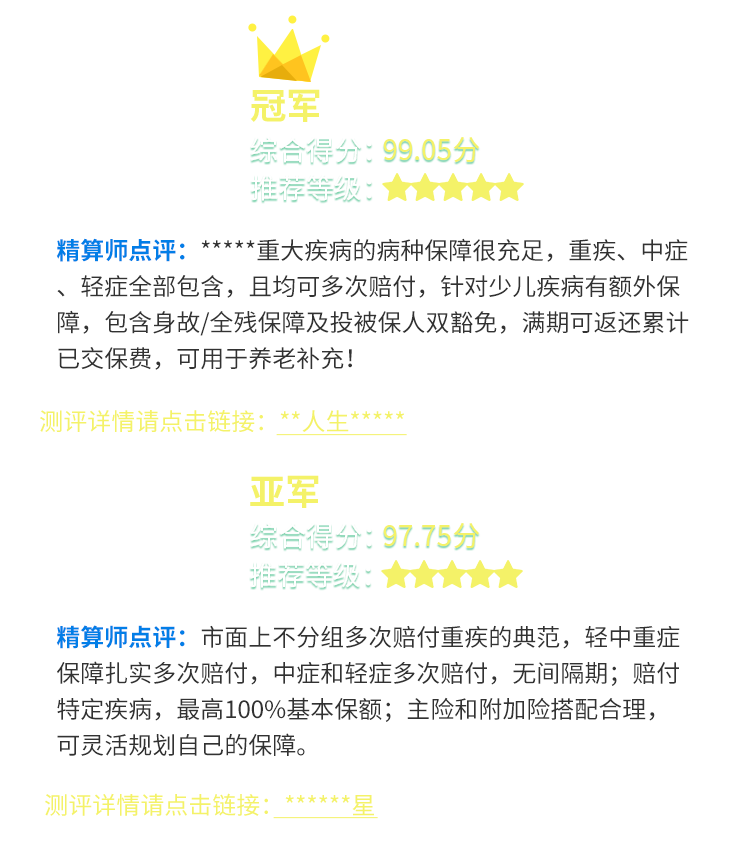 冠军
综合得分：99.05分
推荐等级：★★★★★
精算师点评：*****重大疾病的病种保障很充足，重疾、中症
、轻症全部包含，且均可多次赔付，针对少儿疾病有额外保
障，包含身故/全残保障及投被保人双豁免，满期可返还累计
已交保费，可用于养老补充！
测评详情请点击链接：**人生*****
亚军
综合得分：97.75分
推荐等级：★★★★★
精算师点评：市面上不分组多次赔付重疾的典范，轻中重症
保障扎实多次赔付，中症和轻症多次赔付，无间隔期；赔付
特定疾病，最高100%基本保额；主险和附加险搭配合理，
可灵活规划自己的保障。
测评详情请点击链接：******星